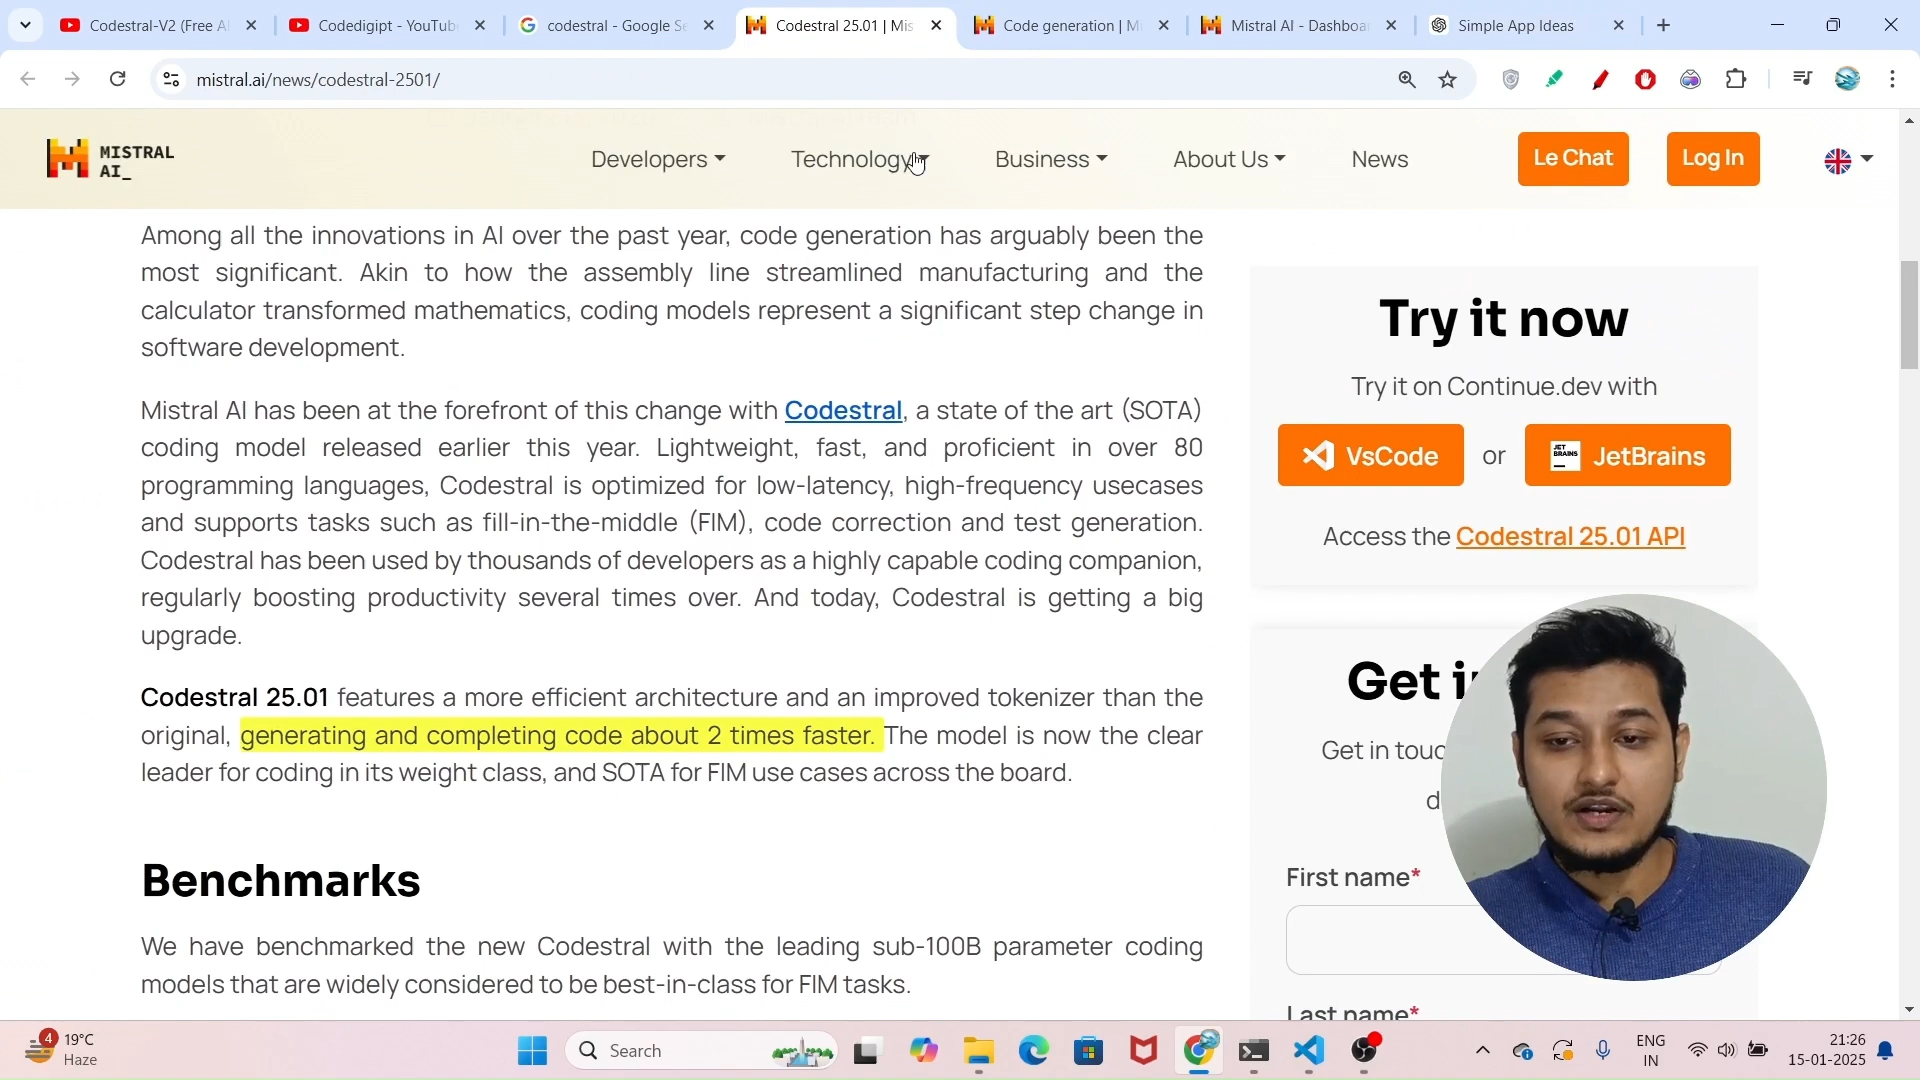 Codestral-V2 (Free AI
Codedigipt - YouTube
codestral - Google Se
Codestral 25.01 | Mis
Code generation | Mi
Mistral AI - Dashboa
Simple App Ideas
mistral.ai/news/codestral-2501/
MISTRAL
AI_
Developers
Technology
Business
About Us
News
Le Chat
Log In
Among all the innovations in AI over the past year, code generation has arguably been the
most significant. Akin to how the assembly line streamlined manufacturing and the
calculator transformed mathematics, coding models represent a significant step change in
software development.
Mistral AI has been at the forefront of this change with Codestral, a state of the art (SOTA)
coding model released earlier this year. Lightweight, fast, and proficient in over 80
programming languages, Codestral is optimized for low-latency, high-frequency usecases
and supports tasks such as fill-in-the-middle (FIM), code correction and test generation.
Codestral has been used by thousands of developers as a highly capable coding companion,
regularly boosting productivity several times over. And today, Codestral is getting a big
upgrade.
Codestral 25.01 features a more efficient architecture and an improved tokenizer than the
original, generating and completing code about 2 times faster. The model is now the clear
leader for coding in its weight class, and SOTA for FIM use cases across the board.
Benchmarks
We have benchmarked the new Codestral with the leading sub-100B parameter coding
models that are widely considered to be best-in-class for FIM tasks.
Try it now
Try it on Continue.dev with
VsCode
or
JET
BRAINS
JetBrains
Access the Codestral 25.01 API
Get i
Get in touc
d
First name*
Last name*
4
19°C
Haze
Search
ENG
IN
21:26
15-01-2025